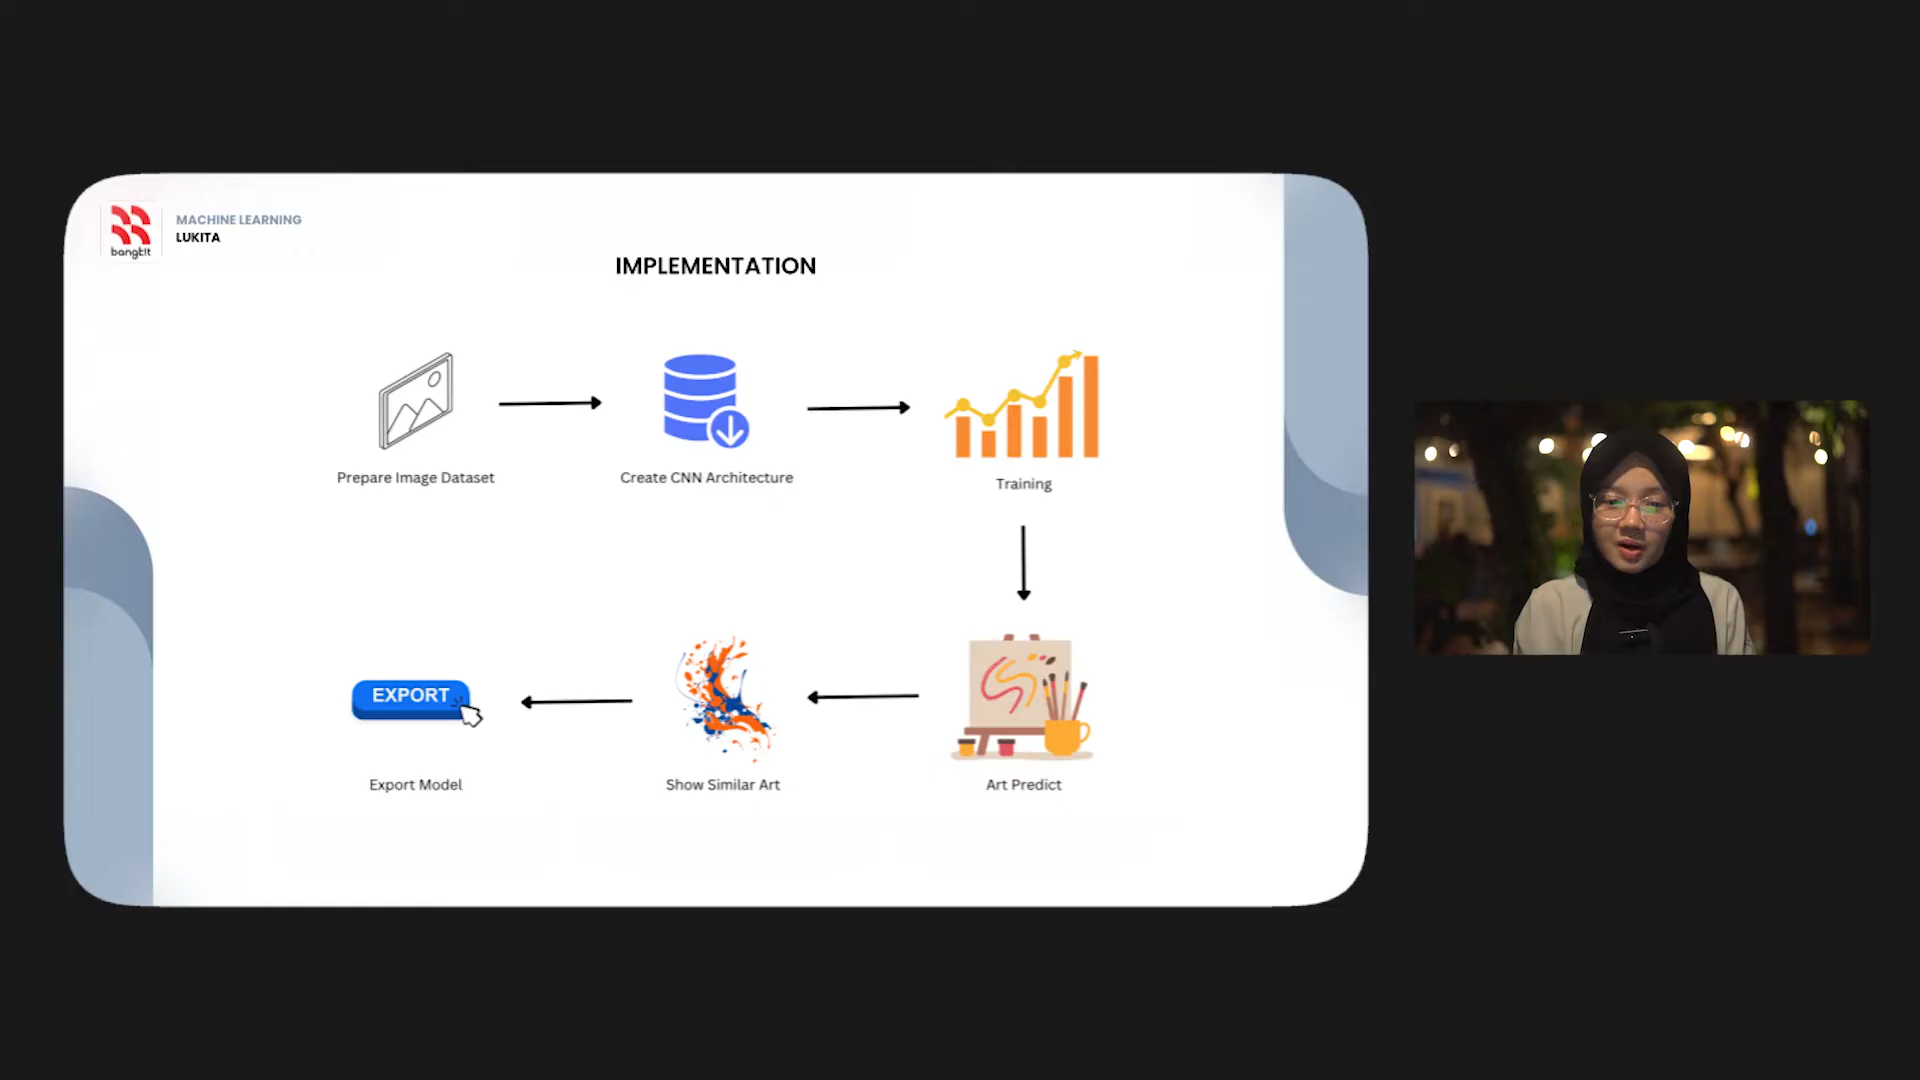 bangk!t
MACHINE LEARNING
LUKITA
IMPLEMENTATION
Prepare Image Dataset
Create CNN Architecture
Training
EXPORT
Export Model
Show Similar Art
Art Predict